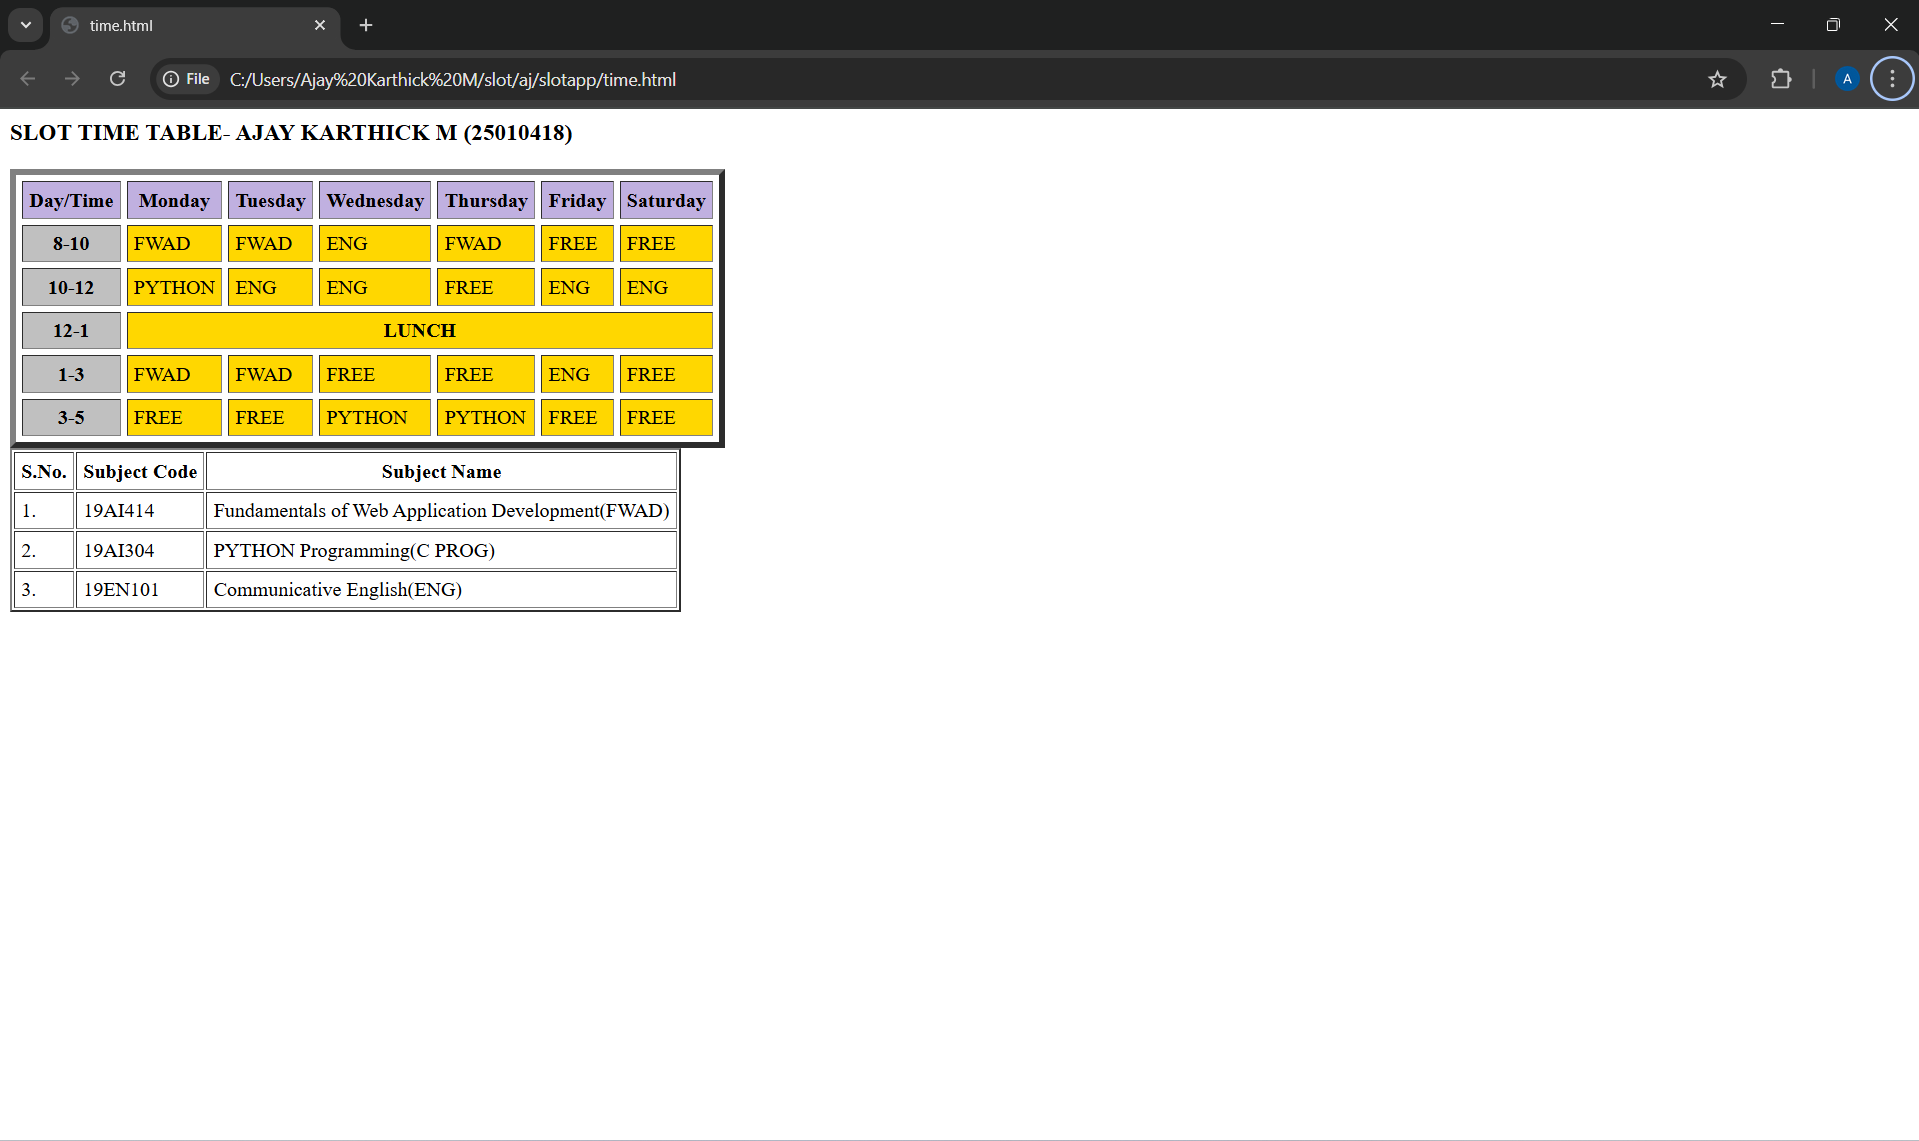 time.html
File C:/Users/Ajay%20Karthick%20M/slot/aj/slotapp/time.html
A
SLOT TIME TABLE- AJAY KARTHICK M (25010418)
Day/Time Monday Tuesday Wednesday Thursday Friday Saturday
8-10 FWAD FWAD ENG FWAD FREE FREE
10-12 PYTHON ENG ENG FREE ENG ENG
12-1 LUNCH
1-3 FWAD FWAD FREE FREE ENG FREE
3-5 FREE FREE PYTHON PYTHON FREE FREE
S.No. Subject Code Subject Name
1. 19AI414 Fundamentals of Web Application Development(FWAD)
2. 19AI304 PYTHON Programming(C PROG)
3. 19EN101 Communicative English(ENG)